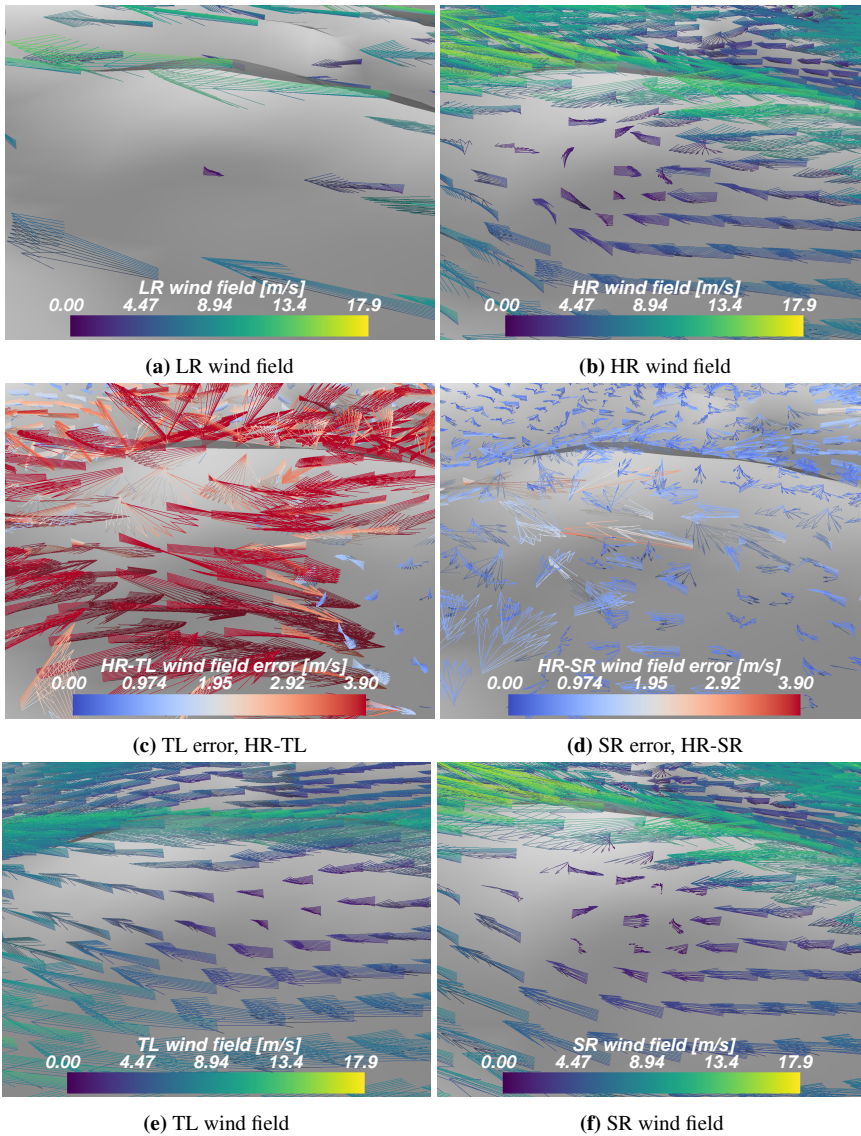 LR wind field [m/s]
0.00 4.47 8.94 13.4 17.9
HR wind field [m/s]
0.00 4.47 8.94 13.4 17.9
(a) LR wind field
(b) HR wind field
HR-TL wind field error [m/s]
0.00 0.974 1.95 2.92 3.90
HR-SR wind field error [m/s]
0.00 0.974 1.95 2.92 3.90
(c) TL error, HR-TL
(d) SR error, HR-SR
TL wind field [m/s]
0.00 4.47 8.94 13.4 17.9
SR wind field [m/s]
0.00 4.47 8.94 13.4 17.9
(e) TL wind field
(f) SR wind field